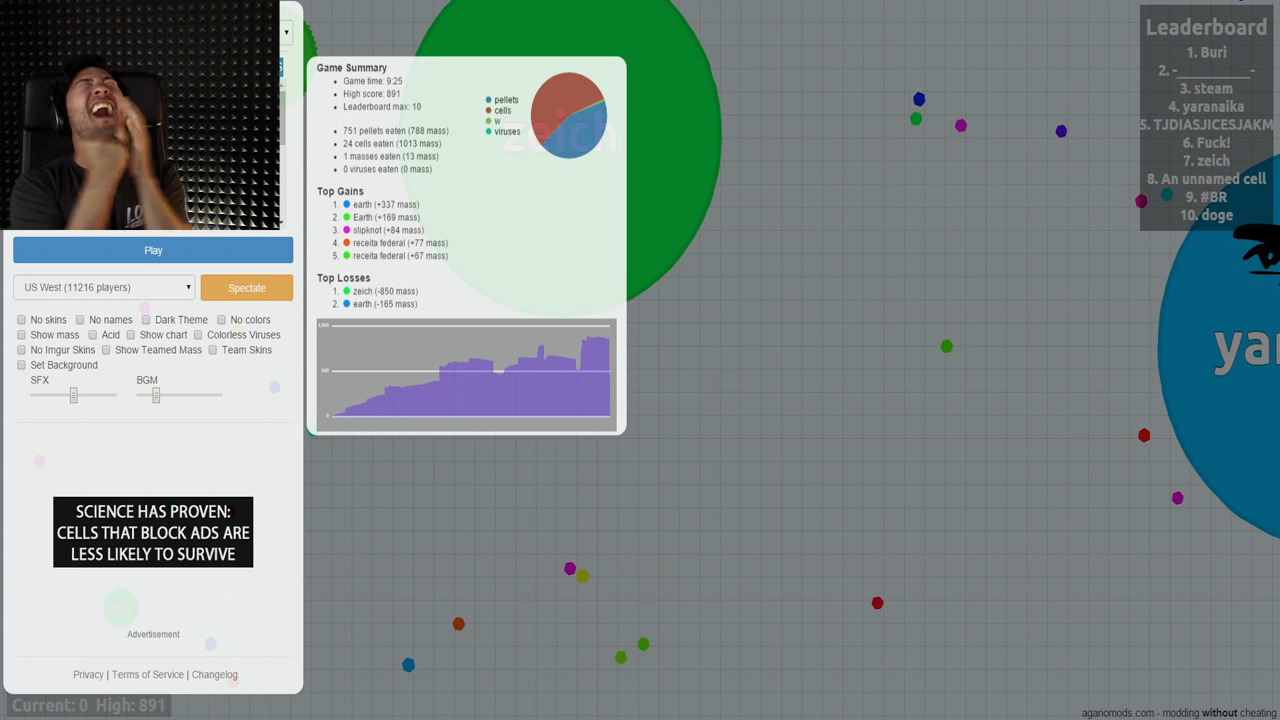 Game Summary
Game time: 9:25
High score: 891
Leaderboard max: 10
751 pellets eaten (788 mass)
24 cells eaten (1013 mass)
1 masses eaten (13 mass)
0 viruses eaten (0 mass)
pellets
cells
w
viruses
zeich
Top Gains
1. earth (+337 mass)
2. Earth (+169 mass)
3. slipknot (+84 mass)
4. receita federal (+77 mass)
5. receita federal (+67 mass)
Top Losses
1. zeich (-850 mass)
2. earth (-165 mass)
Play
US West (11216 players)
Spectate
No skins No names Dark Theme No colors
Show mass Acid Show chart Colorless Viruses
No Imgur Skins Show Teamed Mass Team Skins
Set Background
SFX BGM
SCIENCE HAS PROVEN:
CELLS THAT BLOCK ADS ARE
LESS LIKELY TO SURVIVE
Advertisement
Privacy | Terms of Service | Changelog
Current: 0 High: 891
Leaderboard
1. Buri
2. -__________-
3. steam
4. yaranaika
5. TJDIASJICESJAKM
6. Fuck!
7. zeich
8. An unnamed cell
9. #BR
10. doge
yar
agariomods.com - modding without cheating